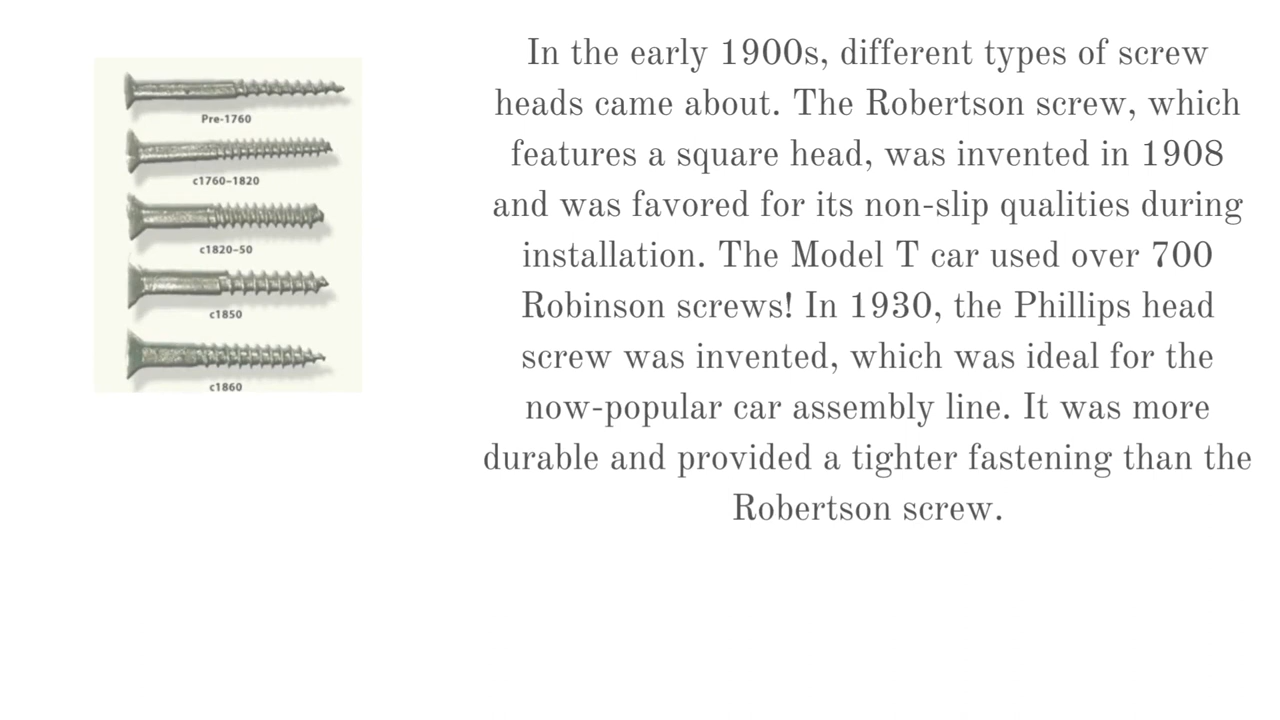 Pre-1760
c1760–1820
c1820–50
c1850
c1860
In the early 1900s, different types of screw
heads came about. The Robertson screw, which
features a square head, was invented in 1908
and was favored for its non-slip qualities during
installation. The Model T car used over 700
Robinson screws! In 1930, the Phillips head
screw was invented, which was ideal for the
now-popular car assembly line. It was more
durable and provided a tighter fastening than the
Robertson screw.